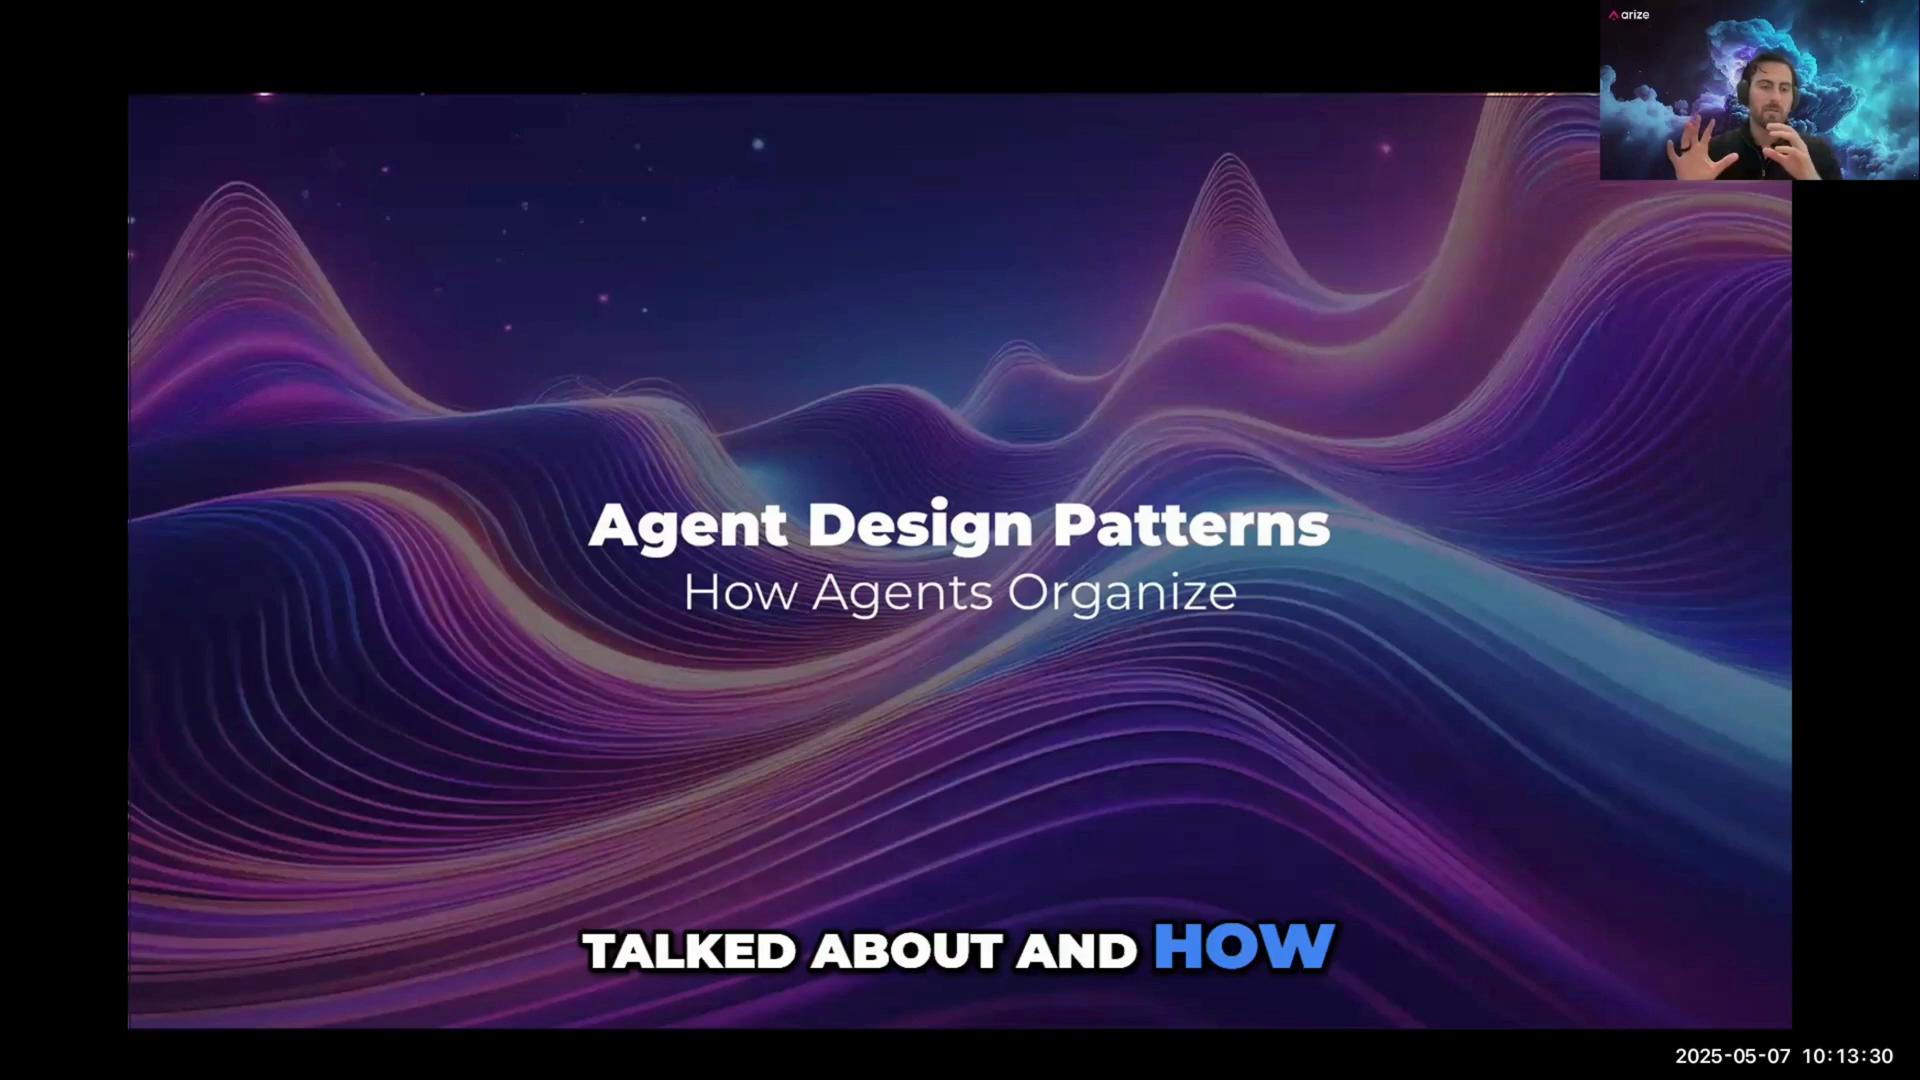 arize
Agent Design Patterns
How Agents Organize
TALKED ABOUT AND HOW
2025-05-07 10:13:30